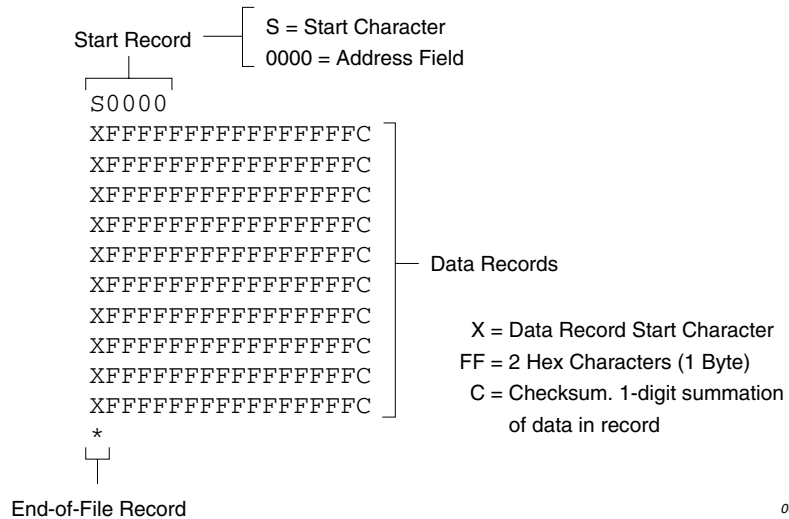 Start Record
S = Start Character
0000 = Address Field
S0000
XFFFFFFFFFFFFFFFFC
XFFFFFFFFFFFFFFFFC
XFFFFFFFFFFFFFFFFC
XFFFFFFFFFFFFFFFFC
XFFFFFFFFFFFFFFFFC
XFFFFFFFFFFFFFFFFC
XFFFFFFFFFFFFFFFFC
XFFFFFFFFFFFFFFFFC
XFFFFFFFFFFFFFFFFC
XFFFFFFFFFFFFFFFFC
*
Data Records
X = Data Record Start Character
FF = 2 Hex Characters (1 Byte)
C = Checksum. 1-digit summation
of data in record
End-of-File Record
0